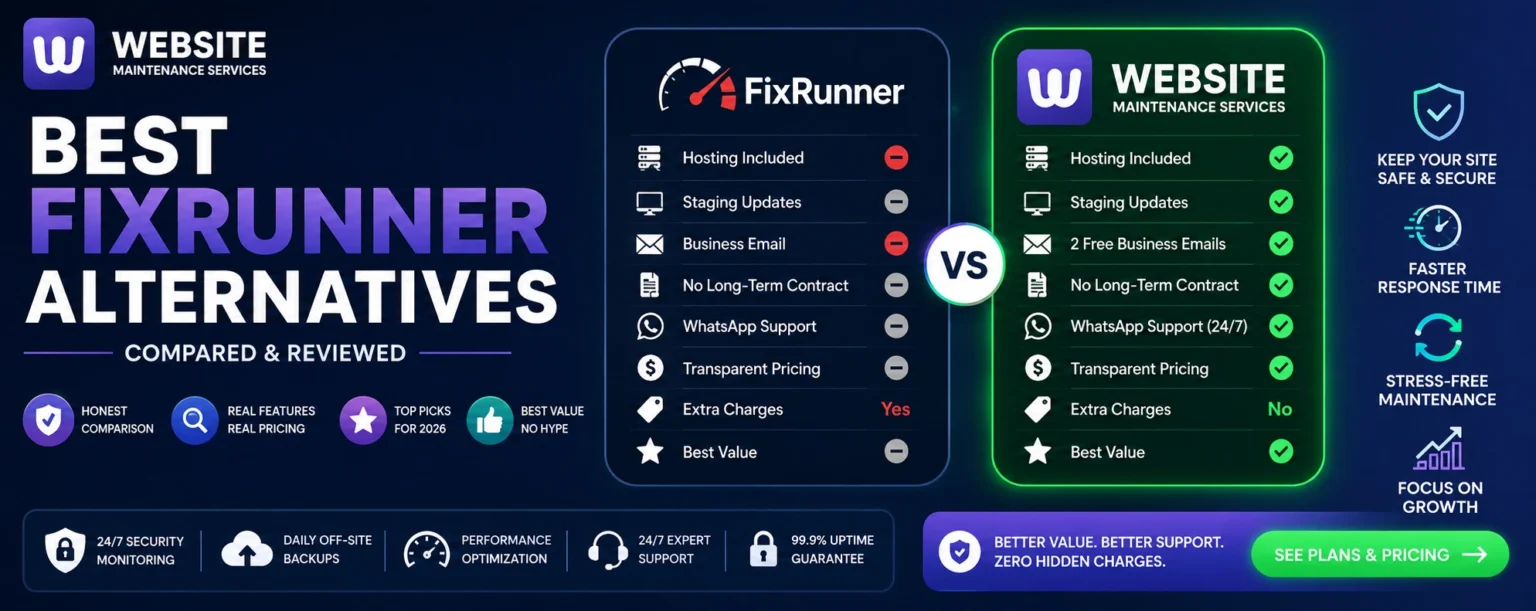 WEBSITE
MAINTENANCE SERVICES
BEST
FIXRUNNER
ALTERNATIVES
COMPARED & REVIEWED
HONEST
COMPARISON
REAL FEATURES
REAL PRICING
TOP PICKS
FOR 2026
BEST VALUE
NO HYPE
FixRunner
Hosting Included
Staging Updates
Business Email
No Long-Term Contract
WhatsApp Support
Transparent Pricing
Extra Charges Yes
Best Value
VS
WEBSITE
MAINTENANCE SERVICES
Hosting Included
Staging Updates
2 Free Business Emails
No Long-Term Contract
WhatsApp Support (24/7)
Transparent Pricing
Extra Charges No
Best Value
KEEP YOUR SITE
SAFE & SECURE
FASTER
RESPONSE TIME
STRESS-FREE
MAINTENANCE
FOCUS ON
GROWTH
24/7 SECURITY
MONITORING
DAILY OFF-SITE
BACKUPS
PERFORMANCE
OPTIMIZATION
24/7 EXPERT
SUPPORT
99.9% UPTIME
GUARANTEE
BETTER VALUE. BETTER SUPPORT.
ZERO HIDDEN CHARGES.
SEE PLANS & PRICING